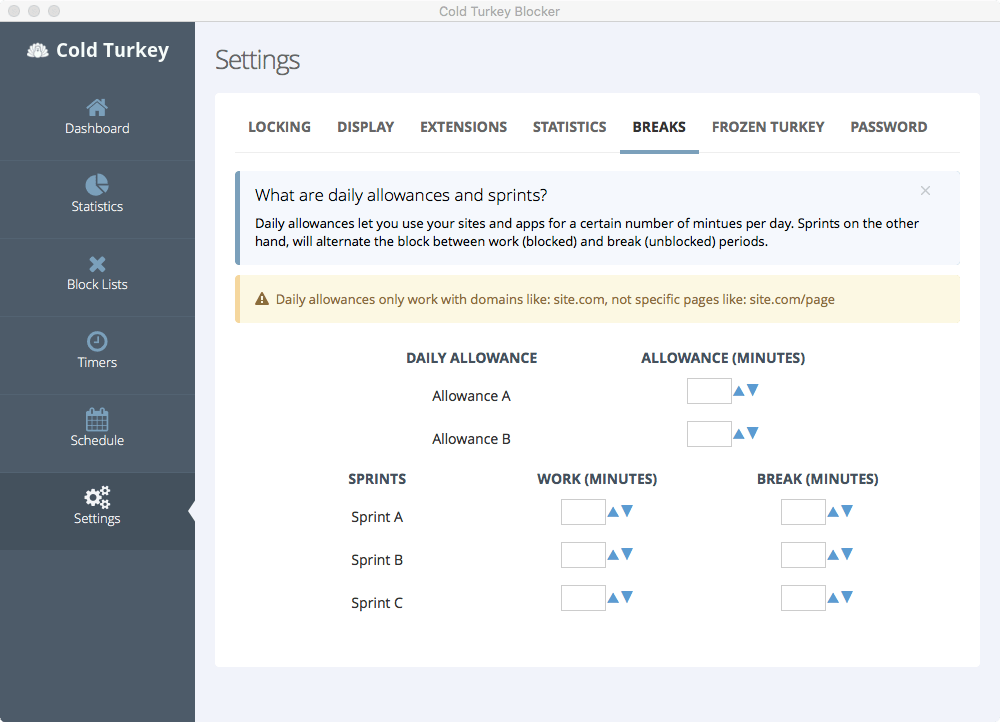 Cold Turkey Blocker
Cold Turkey
Dashboard
Statistics
Block Lists
Timers
Schedule
Settings
Settings
LOCKING DISPLAY EXTENSIONS STATISTICS BREAKS FROZEN TURKEY PASSWORD
What are daily allowances and sprints?
Daily allowances let you use your sites and apps for a certain number of mintues per day. Sprints on the other
hand, will alternate the block between work (blocked) and break (unblocked) periods.
Daily allowances only work with domains like: site.com, not specific pages like: site.com/page
DAILY ALLOWANCE ALLOWANCE (MINUTES)
Allowance A
Allowance B
SPRINTS WORK (MINUTES) BREAK (MINUTES)
Sprint A
Sprint B
Sprint C